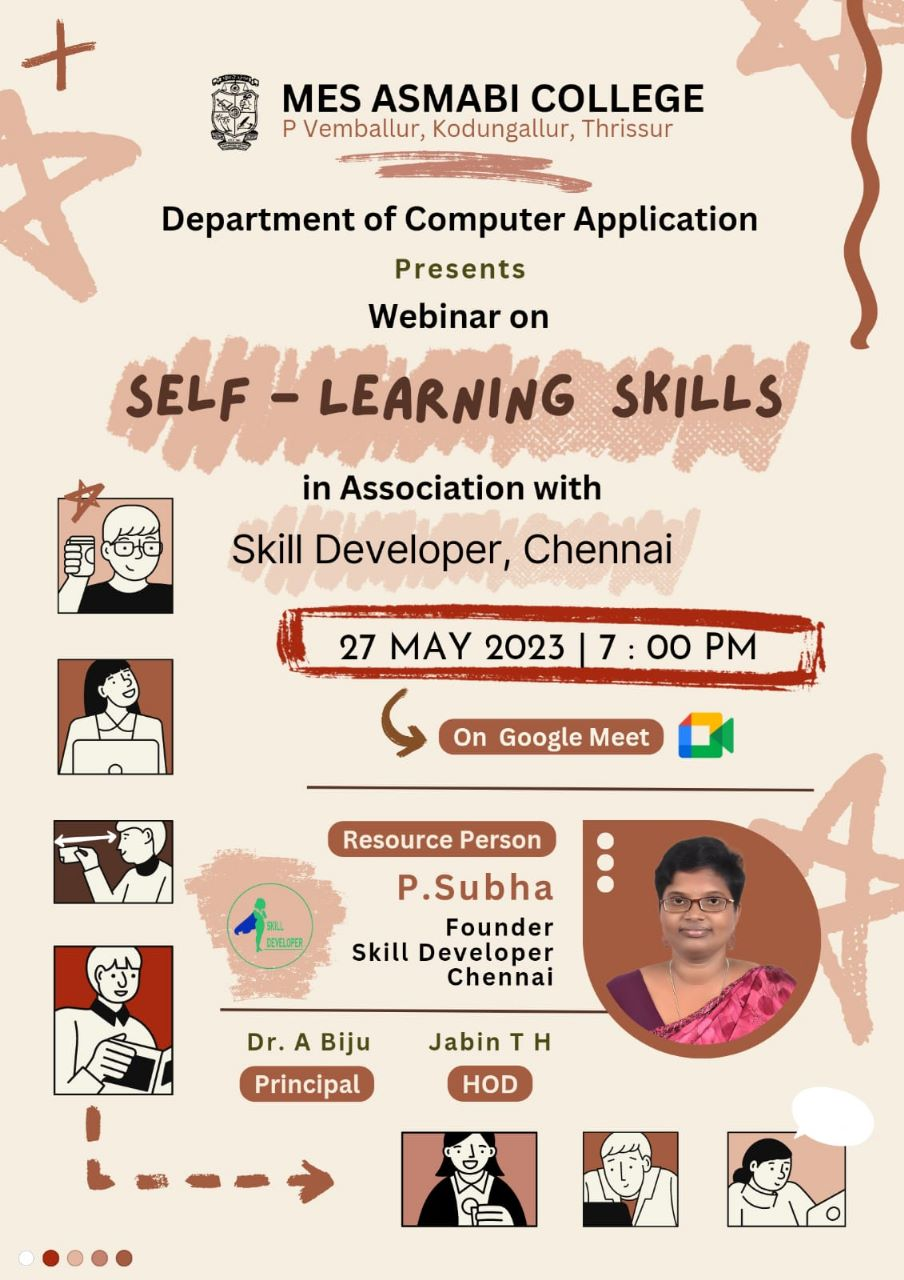 MES ASMABI COLLEGE
P Vemballur, Kodungallur, Thrissur
Department of Computer Application
Presents
Webinar on
SELF - LEARNING SKILLS
in Association with
Skill Developer, Chennai
27 MAY 2023 | 7 : 00 PM
On Google Meet
Resource Person
P.Subha
Founder
Skill Developer
Chennai
SKILL
DEVELOPER
Dr. A Biju
Principal
Jabin T H
HOD